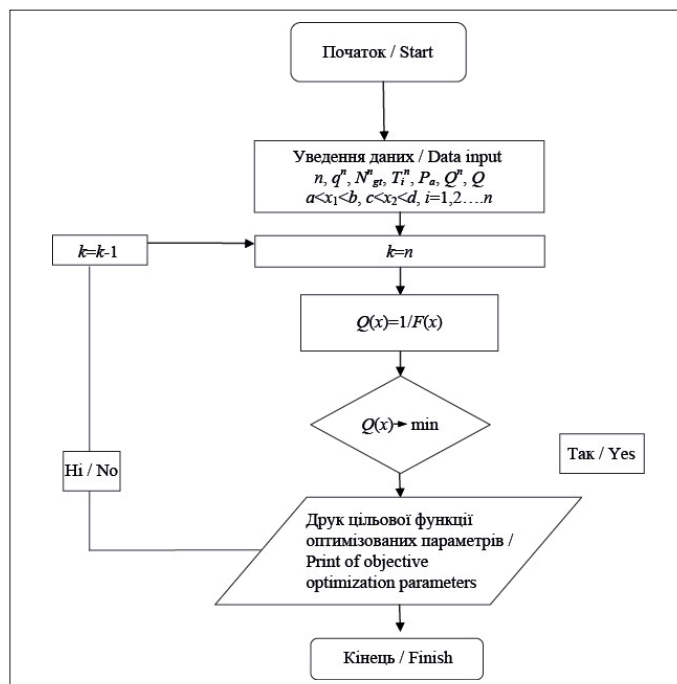 Початок / Start
Уведення даних / Data input
n, qⁿ, Nⁿgt, Tiⁿ, Pa, Qⁿ, Q
a<x₁<b, c<x₂<d, i=1,2….n
k=k-1
k=n
Q(x)=1/F(x)
Q(x)→ min
Так / Yes
Ні / No
Друк цільової функції
оптимізованих параметрів /
Print of objective
optimization parameters
Кінець / Finish